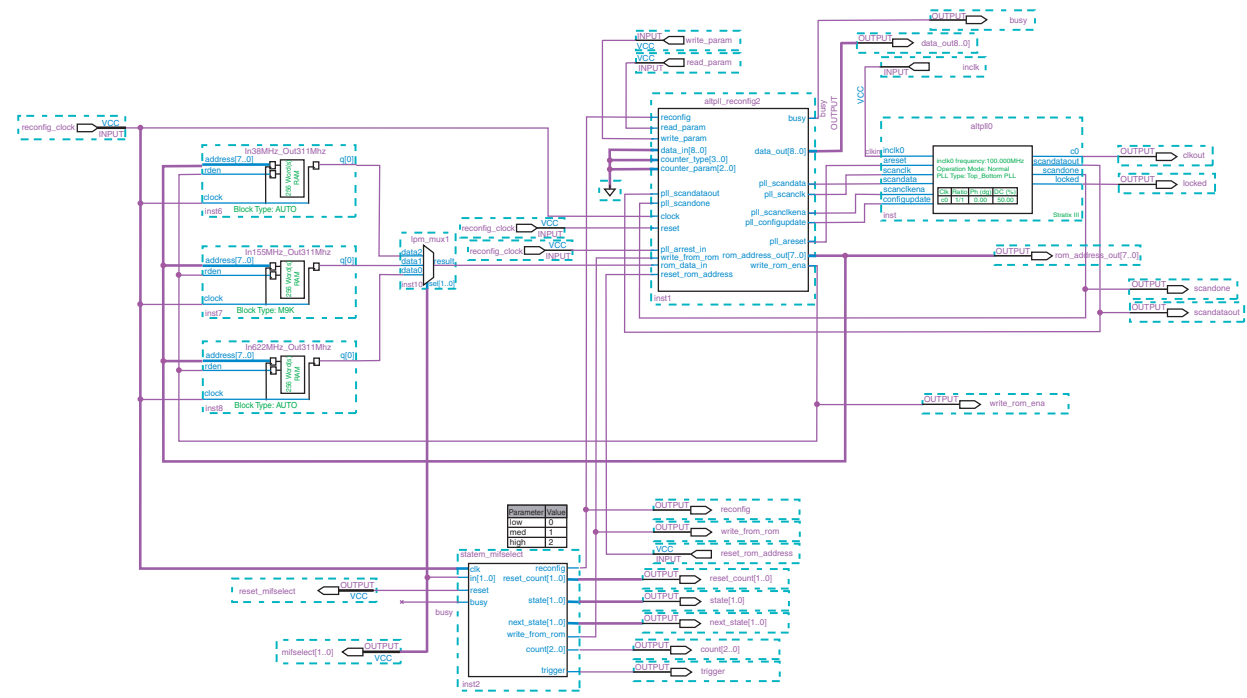 OUTPUT
busy
OUTPUT
data_out8..0]
INPUT
VCC
write_param
VCC
INPUT
read_param
INPUT
inclk
VCC
busy
OUTPUT
reconfig_clock
VCC
INPUT
In38MHz_Out311Mhz
address[7..0]
rden
q[0]
256 Word(s)
RAM
clock
Block Type: AUTO
inst6
In155MHz_Out311Mhz
address[7..0]
rden
q[0]
256 Word(s)
RAM
clock
Block Type: M9K
inst7
In622MHz_Out311Mhz
address[7..0]
rden
q[0]
256 Word(s)
RAM
clock
Block Type: AUTO
inst8
lpm_mux1
data2
data1
data0
result
inst10
sel[1..0]
reconfig_clock
VCC
INPUT
reconfig_clock
VCC
INPUT
altpll_reconfig2
reconfig
read_param
write_param
data_in[8..0]
counter_type[3..0]
counter_param[2..0]
pll_scandataout
pll_scandone
clock
reset
pll_arrest_in
write_from_rom
rom_data_in
reset_rom_address
busy
data_out[8..0]
pll_scandata
pll_scanclk
pll_scanclkena
pll_configupdate
pll_areset
rom_address_out[7..0]
write_rom_ena
inst1
altpll0
clkin
inclk0
areset
scanclk
scandata
scanclkena
configupdate
inclk0 frequency:100.000MHz
Operation Mode: Normal
PLL Type: Top_Bottom PLL
Clk Ratio Ph (dg) DC (%)
c0 1/1 0.00 50.00
c0
scandataout
scandone
locked
inst
Stratix III
OUTPUT
clkout
OUTPUT
locked
OUTPUT
rom_address_out[7..0]
OUTPUT
scandone
OUTPUT
scandataout
OUTPUT
write_rom_ena
Parameter Value
low 0
med 1
high 2
statem_mifselect
clk
in[1..0]
reset
busy
reconfig
reset_count[1..0]
state[1..0]
next_state[1..0]
write_from_rom
count[2..0]
trigger
inst2
busy
reset_mifselect
OUTPUT
VCC
mifselect[1..0]
OUTPUT
VCC
OUTPUT
reconfig
OUTPUT
write_from_rom
VCC
INPUT
reset_rom_address
OUTPUT
reset_count[1..0]
OUTPUT
state[1.0]
OUTPUT
next_state[1..0]
OUTPUT
count[2..0]
OUTPUT
trigger